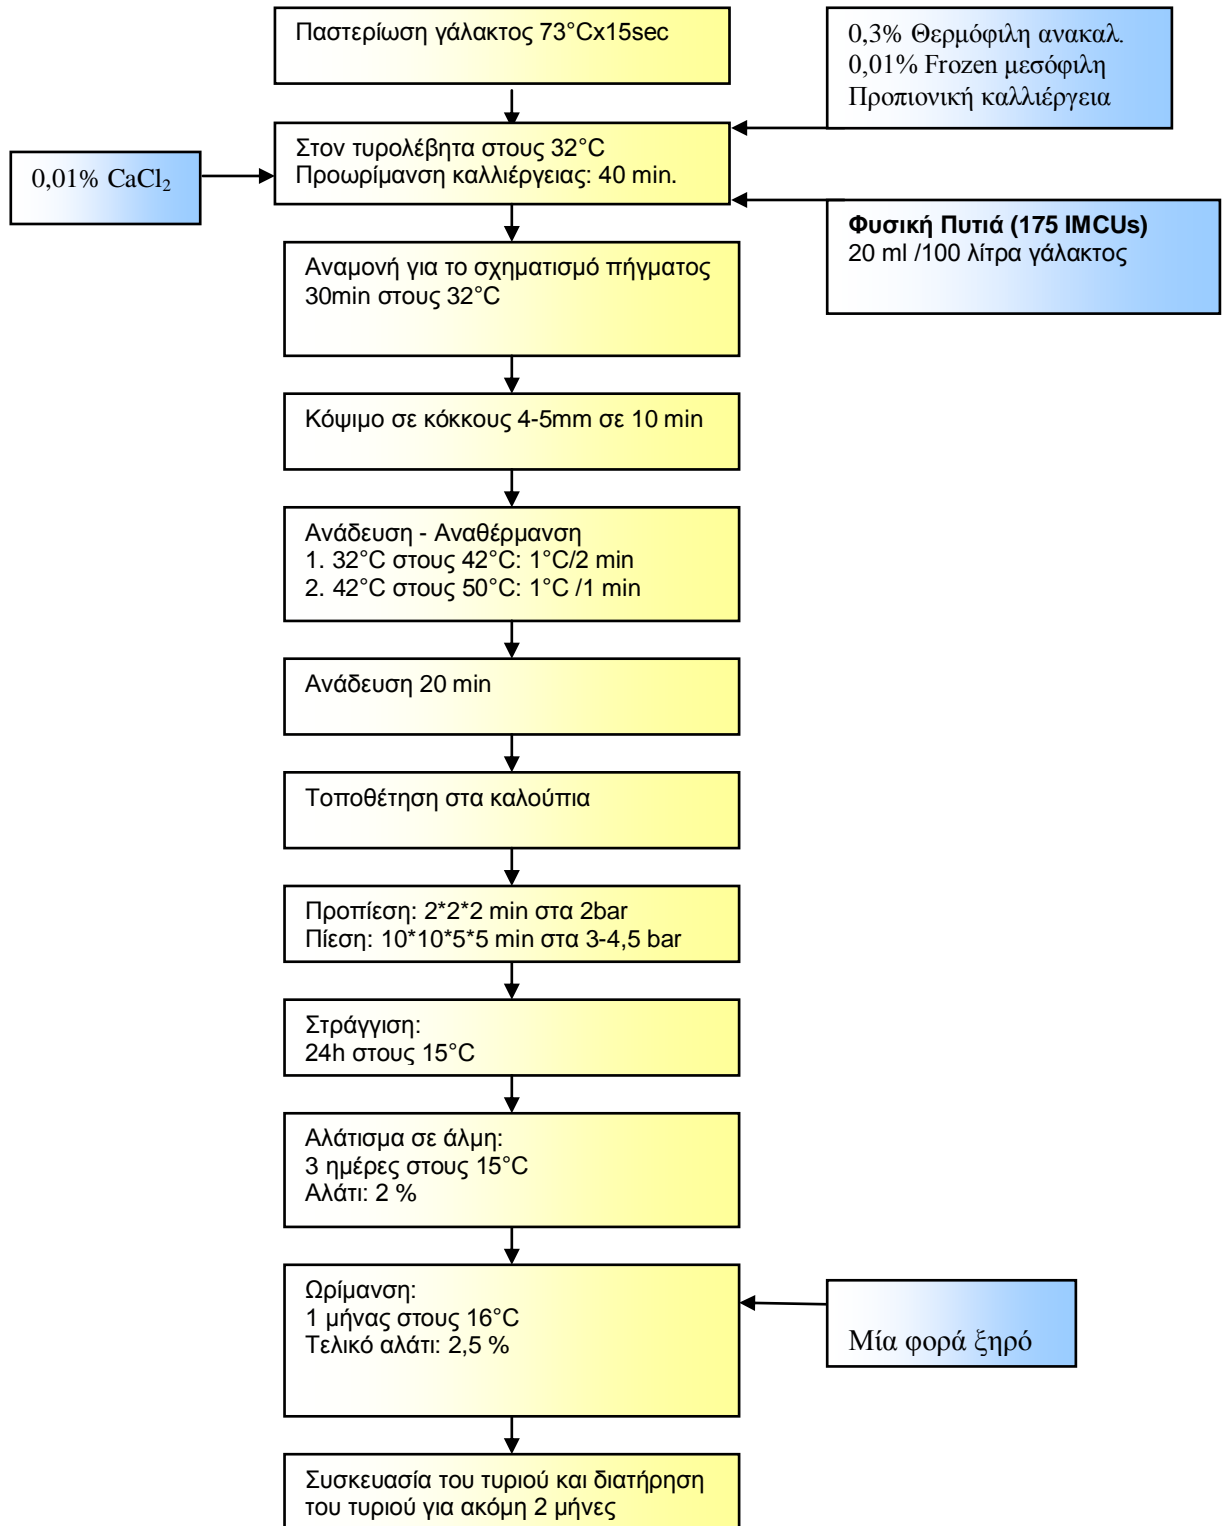 Παστερίωση γάλακτος 73°Cx15sec
0,3% Θερμόφιλη ανακαλ.
0,01% Frozen μεσόφιλη
Προπιονική καλλιέργεια
Στον τυρολέβητα στους 32°C
Προωρίμανση καλλιέργειας: 40 min.
0,01% CaCl₂
Φυσική Πυτιά (175 IMCUs)
20 ml /100 λίτρα γάλακτος
Αναμονή για το σχηματισμό πήγματος
30min στους 32°C
Κόψιμο σε κόκκους 4-5mm σε 10 min
Ανάδευση - Αναθέρμανση
1. 32°C στους 42°C: 1°C/2 min
2. 42°C στους 50°C: 1°C /1 min
Ανάδευση 20 min
Τοποθέτηση στα καλούπια
Προπίεση: 2*2*2 min στα 2bar
Πίεση: 10*10*5*5 min στα 3-4,5 bar
Στράγγιση:
24h στους 15°C
Αλάτισμα σε άλμη:
3 ημέρες στους 15°C
Αλάτι: 2 %
Ωρίμανση:
1 μήνας στους 16°C
Τελικό αλάτι: 2,5 %
Μία φορά ξηρό
Συσκευασία του τυριού και διατήρηση
του τυριού για ακόμη 2 μήνες